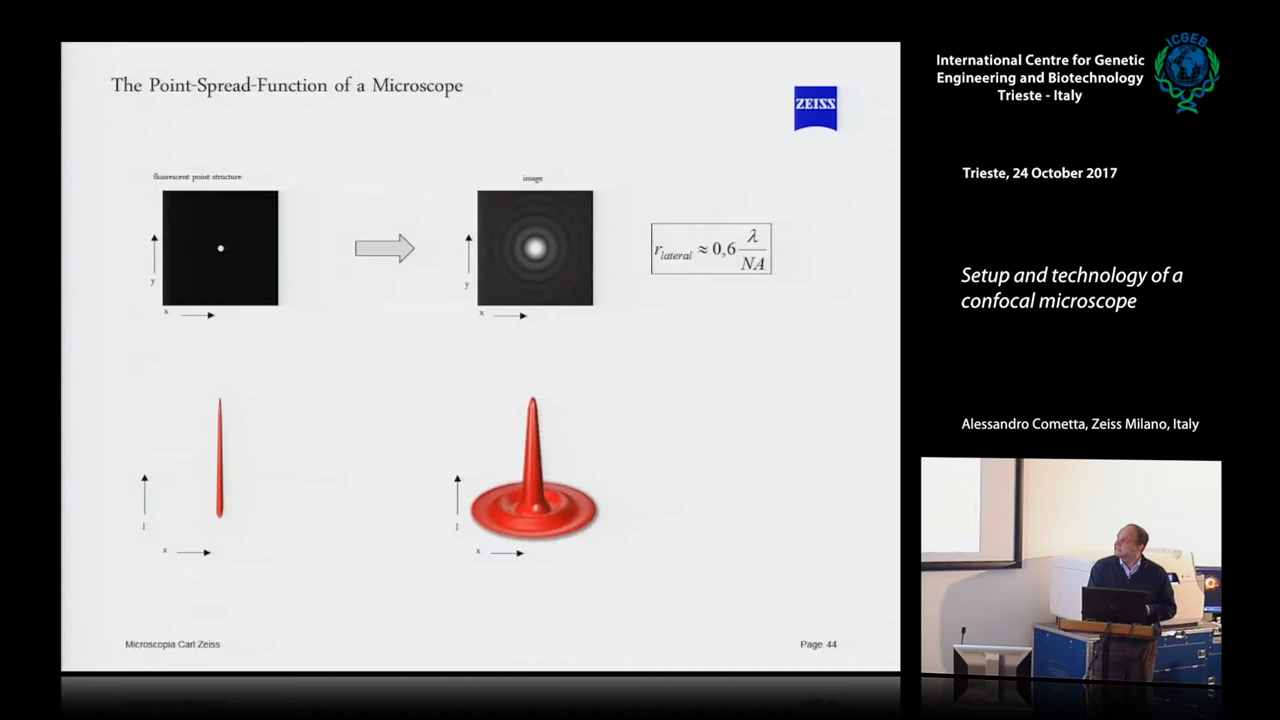 The Point-Spread-Function of a Microscope
ZEISS
fluorescent point structure
image
y
x
y
x
r_lateral ≈ 0,6 λ/NA
I
x
I
x
Microscopia Carl Zeiss
Page 44
International Centre for Genetic
Engineering and Biotechnology
Trieste - Italy
ICGEB
Trieste, 24 October 2017
Setup and technology of a
confocal microscope
Alessandro Cometta, Zeiss Milano, Italy